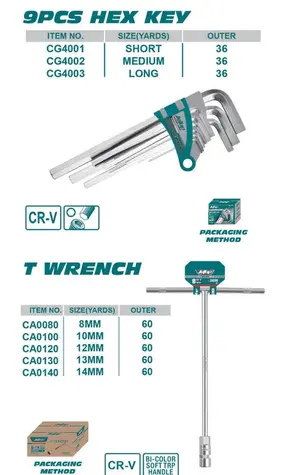 9PCS HEX KEY
ITEM NO. SIZE(YARDS) OUTER
CG4001 SHORT 36
CG4002 MEDIUM 36
CG4003 LONG 36
CR-V
PACKAGING
METHOD
T WRENCH
ITEM NO. SIZE(YARDS) OUTER
CA0080 8MM 60
CA0100 10MM 60
CA0120 12MM 60
CA0130 13MM 60
CA0140 14MM 60
PACKAGING
METHOD
CR-V
BI-COLOR
SOFT TRP
HANDLE